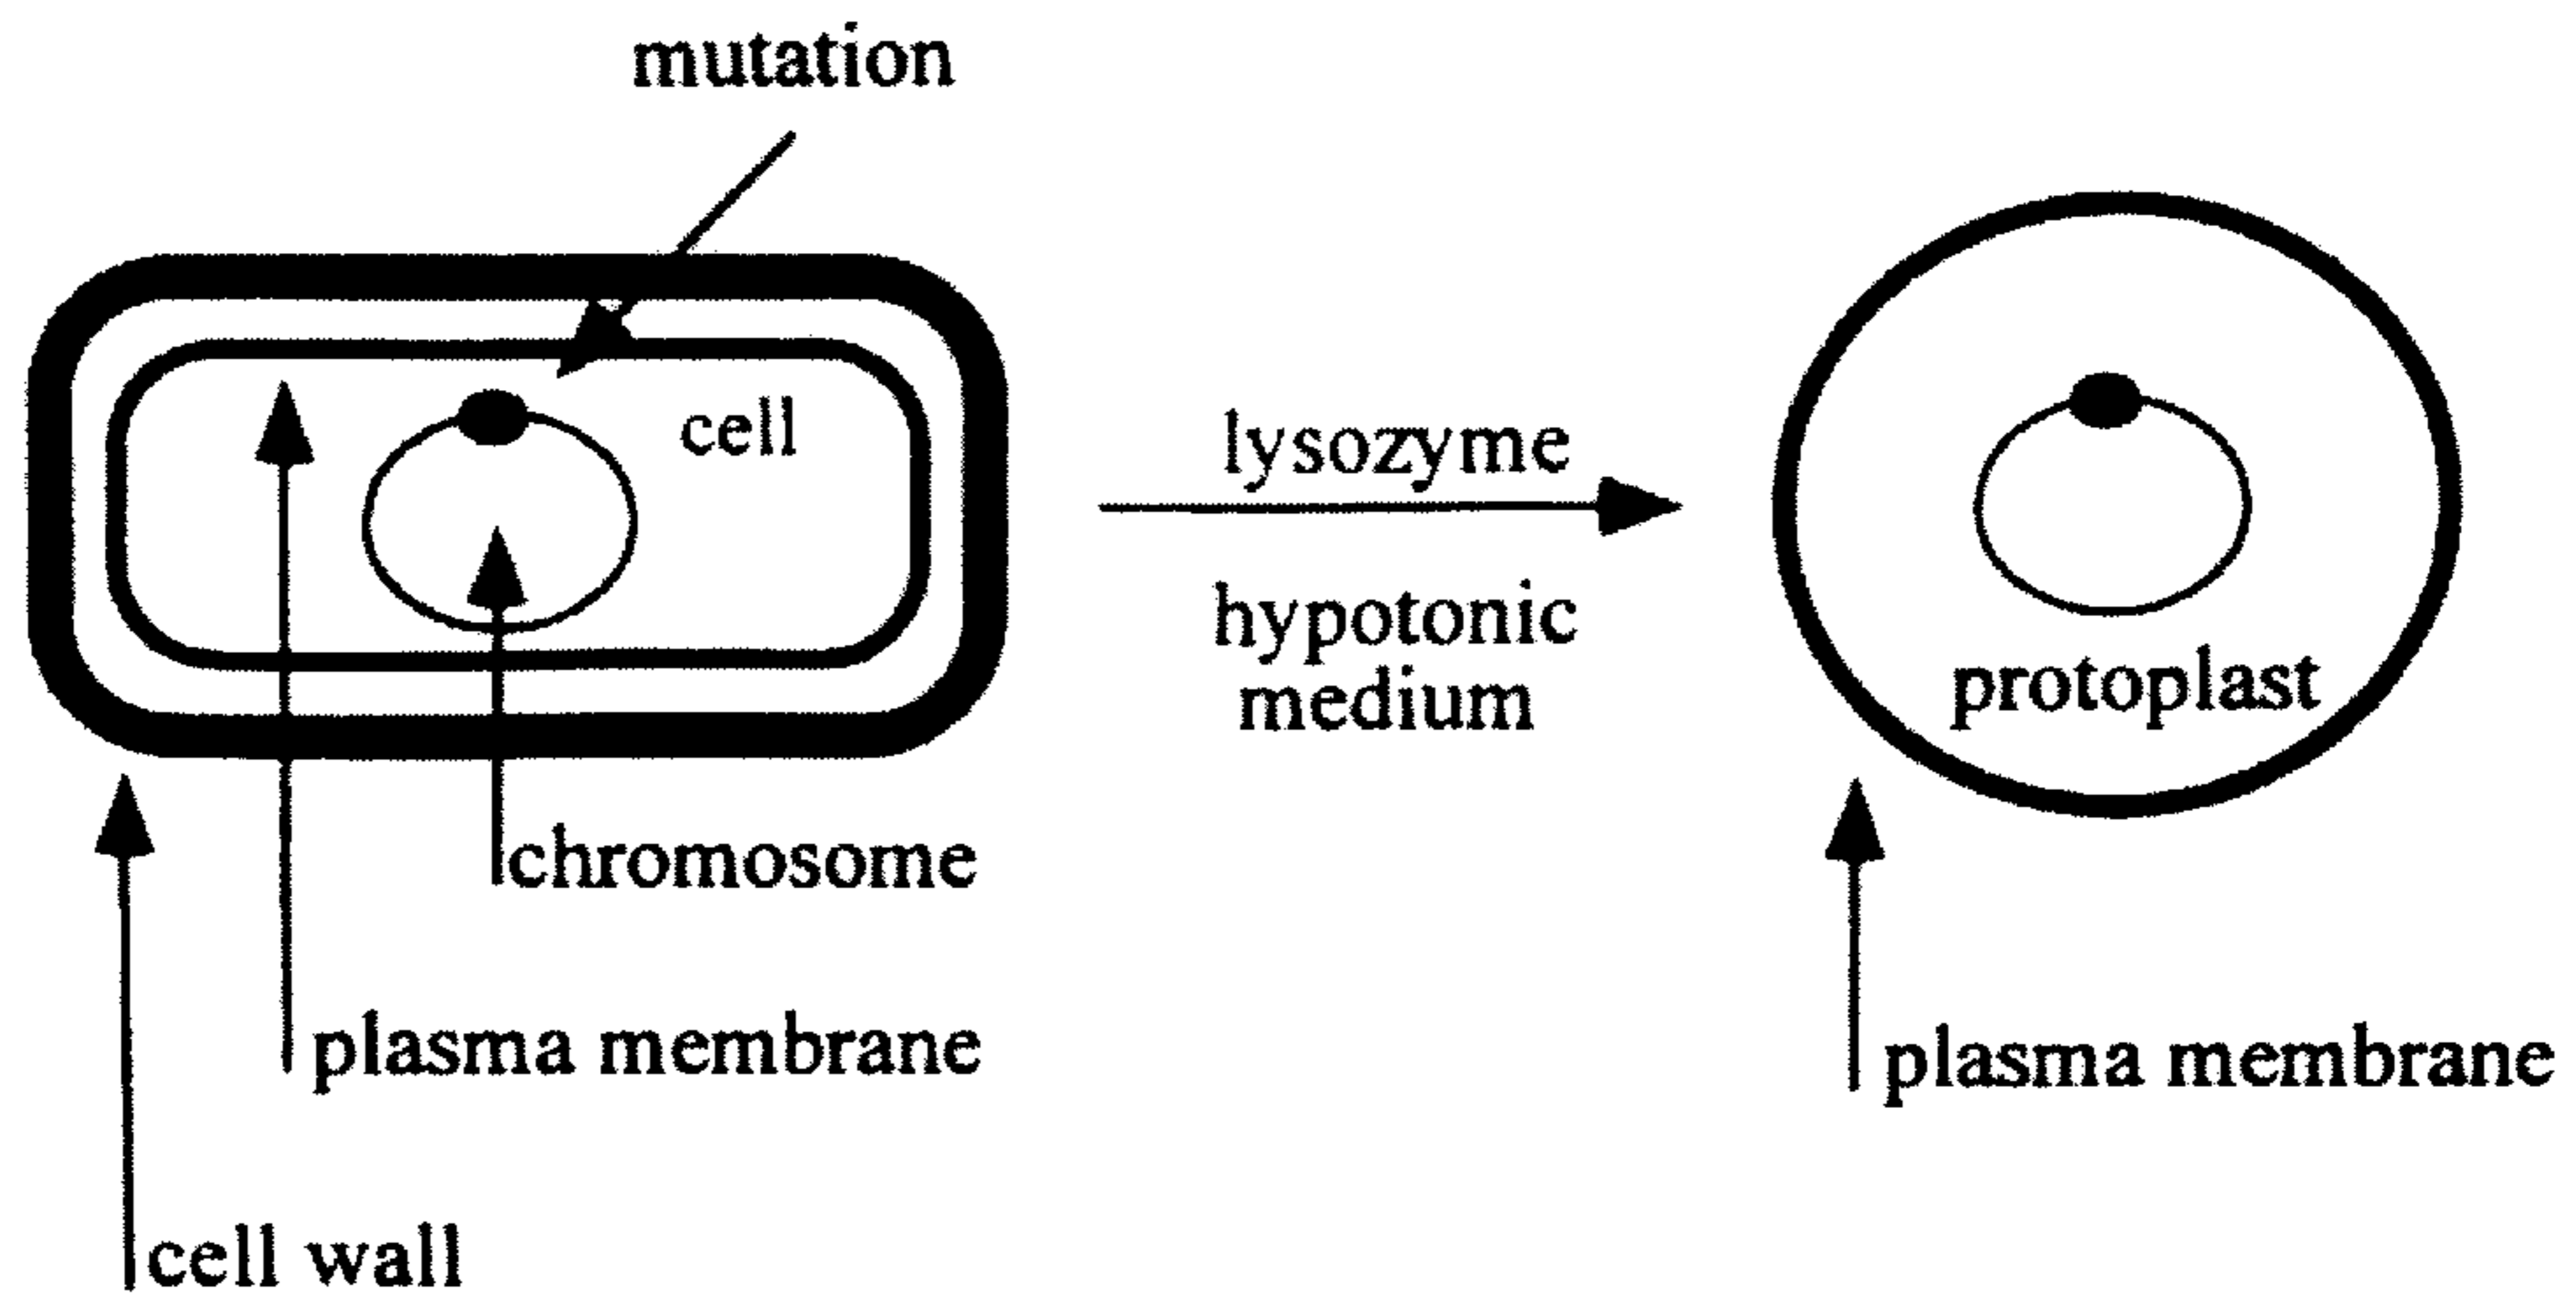 mutation
cell
lysozyme
hypotonic
medium
protoplast
chromosome
plasma membrane
plasma membrane
cell wall